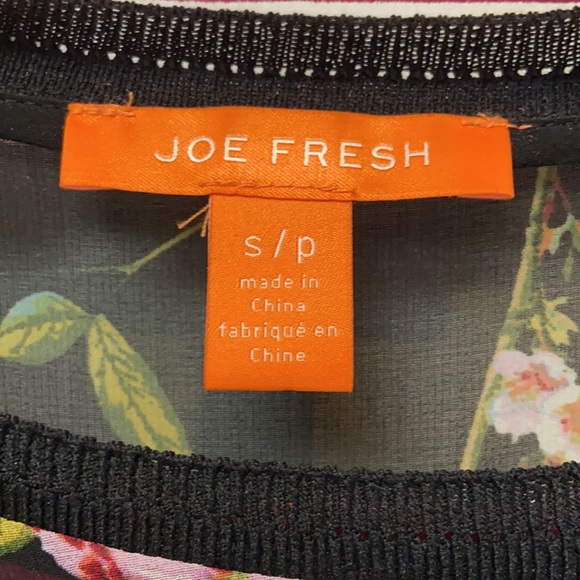 JOE FRESH
s/p
made in
China
fabriqué en
Chine